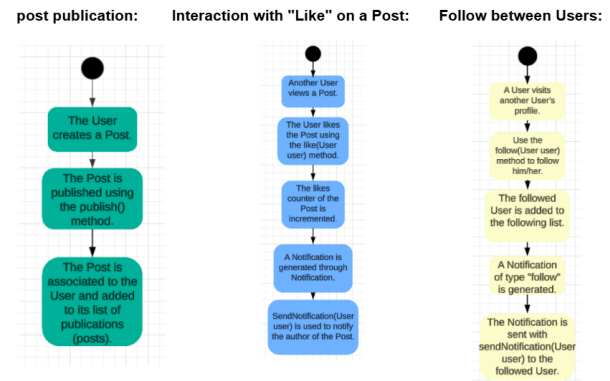 post publication:
Interaction with "Like" on a Post:
Follow between Users:
The User
creates a Post.
The Post is
published using
the publish()
method.
The Post is
associated to the
User and added
to its list of
publications
(posts).
Another User
views a Post.
The User likes
the Post using
the like(User
user) method.
The likes
counter of the
Post is
incremented.
A Notification is
generated through
Notification.
SendNotification(User
user) is used to notify
the author of the Post.
A User visits
another User's
profile.
Use the
follow(User user)
method to follow
him/her.
The followed
User is added to
the following list.
A Notification
of type "follow"
is generated.
The Notification is
sent with
sendNotification(User
user) to the
followed User.